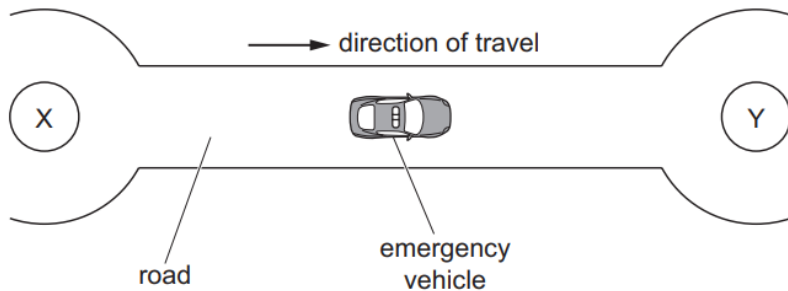 direction of travel
X
Y
road
emergency
vehicle